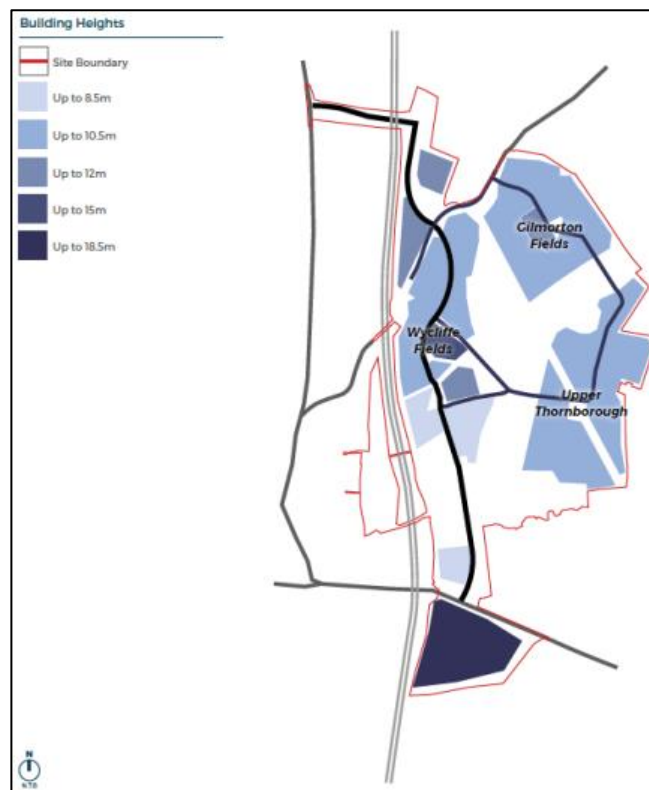 Building Heights
Site Boundary
Up to 8.5m
Up to 10.5m
Up to 12m
Up to 15m
Up to 18.5m
Gilmorton
Fields
Wycliffe
Fields
Upper
Thornborough
N
N.T.S